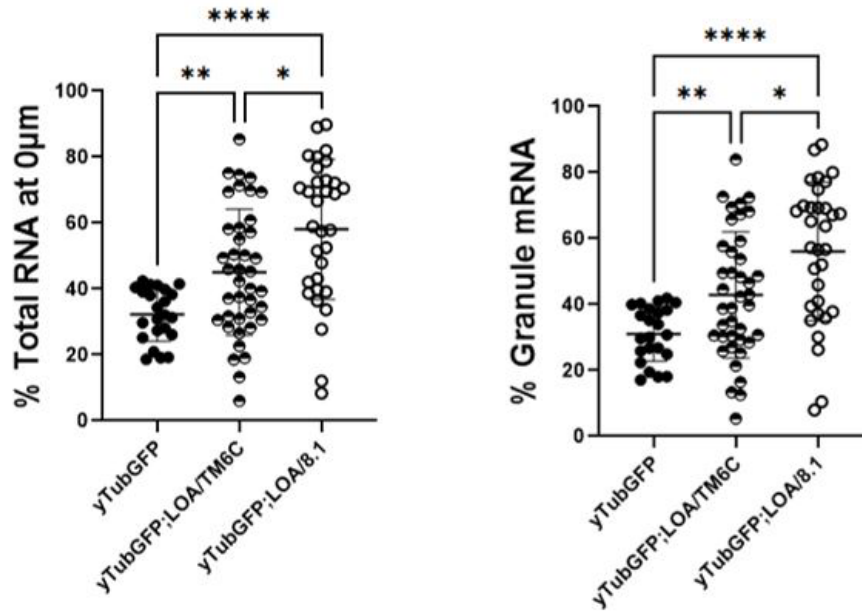 ****
** *
% Total RNA at 0µm
100
80
60
40
20
0
yTubGFP
yTubGFP;LOA/TM6C
yTubGFP;LOA/8.1
****
** *
% Granule mRNA
100
80
60
40
20
0
yTubGFP
yTubGFP;LOA/TM6C
yTubGFP;LOA/8.1